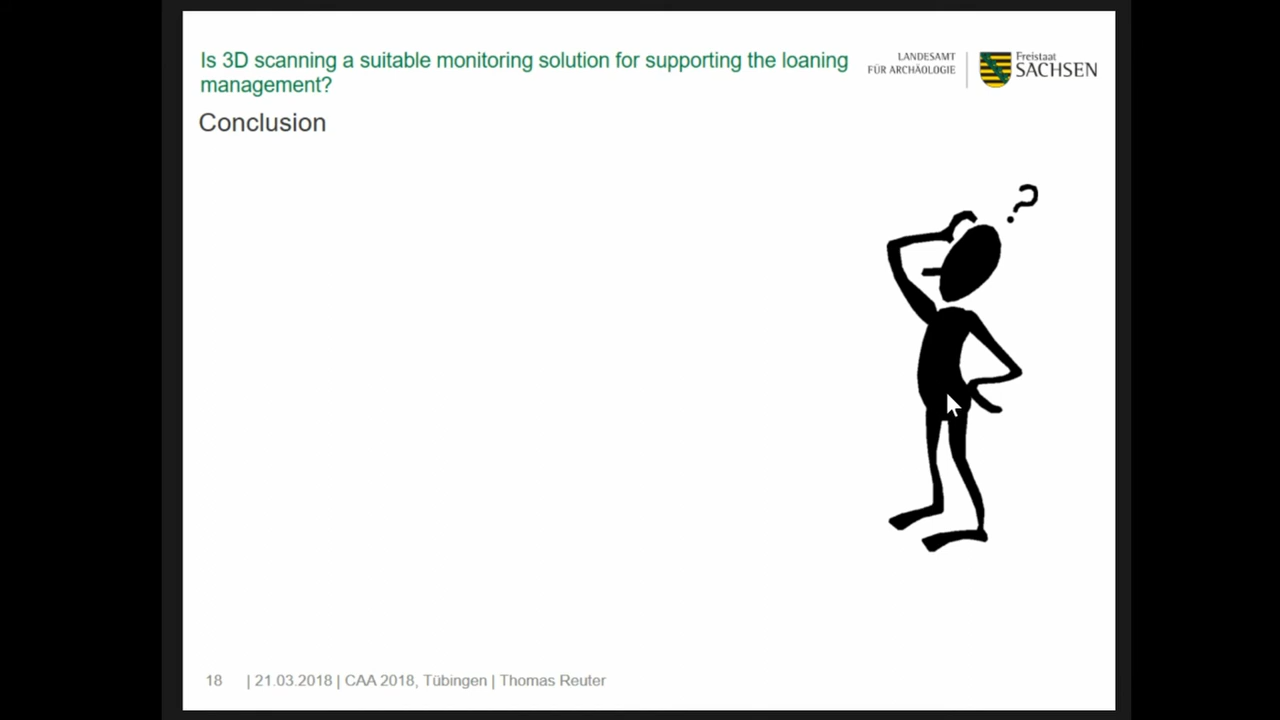 Is 3D scanning a suitable monitoring solution for supporting the loaning
management?
LANDESAMT
FÜR ARCHÄOLOGIE
Freistaat
SACHSEN
Conclusion
?
18 | 21.03.2018 | CAA 2018, Tübingen | Thomas Reuter